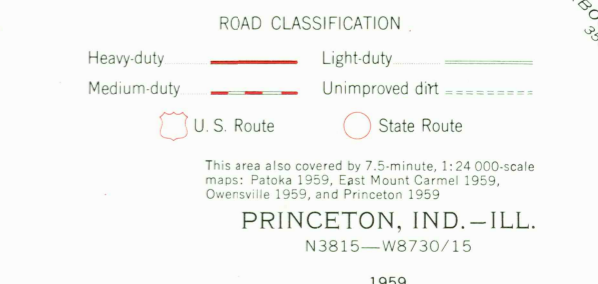 ROAD CLASSIFICATION
Heavy-duty Light-duty
Medium-duty Unimproved dirt
U. S. Route State Route
This area also covered by 7.5-minute, 1:24 000-scale
maps: Patoka 1959, East Mount Carmel 1959,
Owensville 1959, and Princeton 1959
PRINCETON, IND.—ILL.
N3815—W8730/15
1959